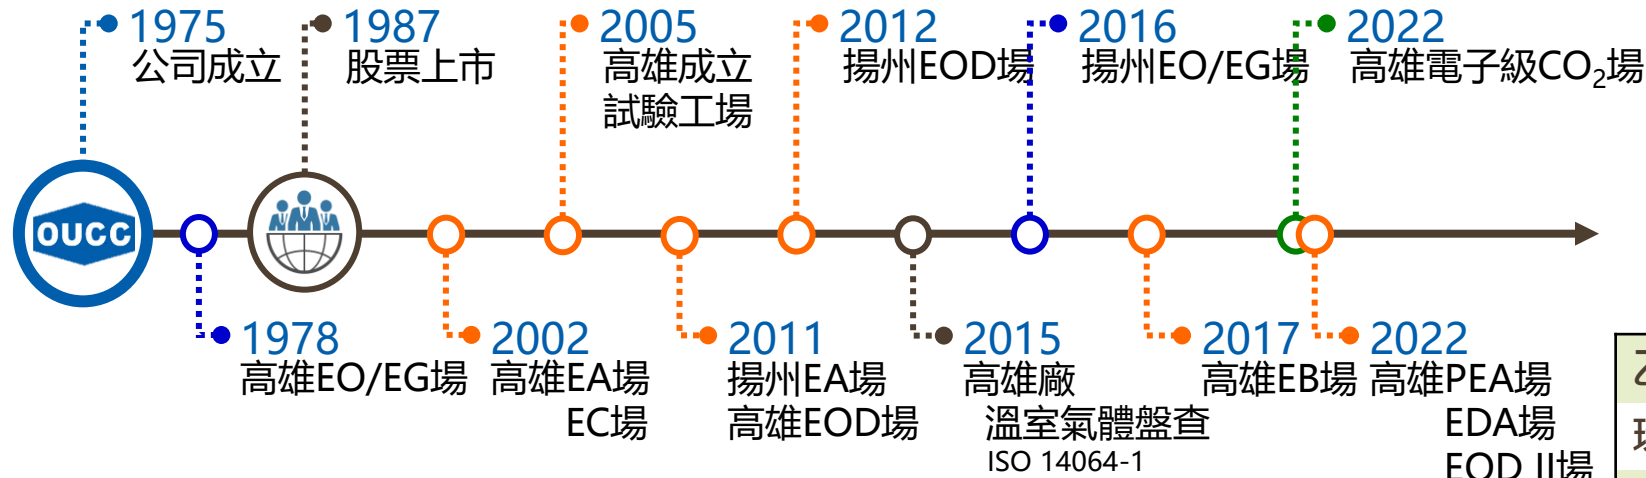 1975
公司成立
1987
股票上市
2005
高雄成立
試驗工場
2012
揚州EOD場
2016
揚州EO/EG場
2022
高雄電子級CO₂場
OUCC
1978
高雄EO/EG場
2002
高雄EA場
EC場
2011
揚州EA場
高雄EOD場
2015
高雄廠
溫室氣體盤查
ISO 14064-1
2017
高雄EB場
2022
高雄PEA場
EDA場
EOD II場